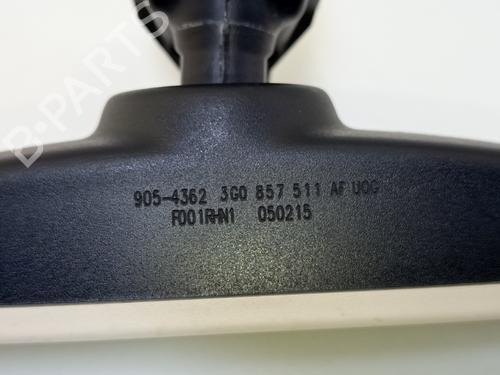 B-PARTS
905-4362 3G0 857 511 AF UOG
F001RHN1 050215